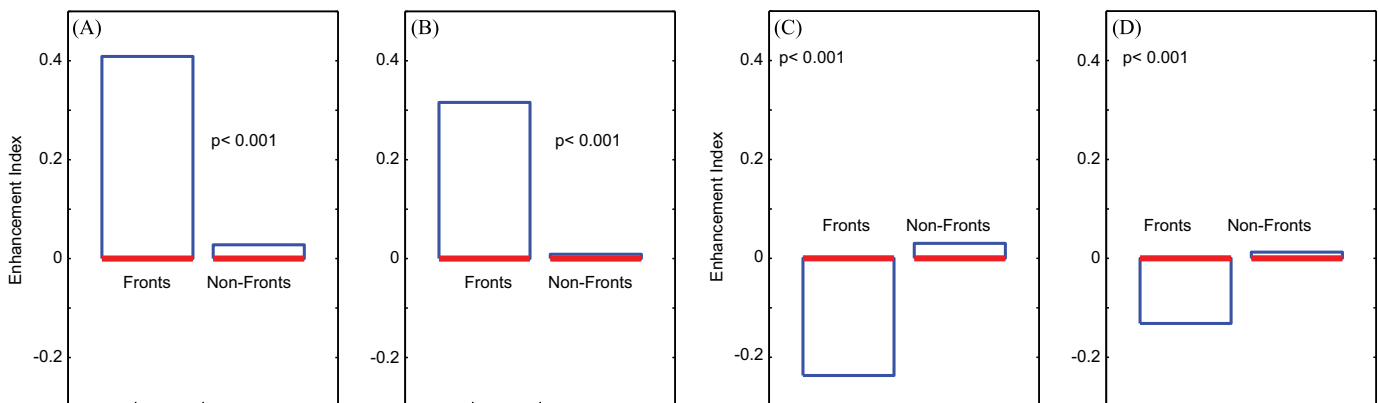 (A)
0.4
0.2
0
-0.2
Enhancement Index
p< 0.001
Fronts Non-Fronts
(B)
0.4
0.2
0
-0.2
p< 0.001
Fronts Non-Fronts
(C)
0.4
0.2
0
-0.2
Enhancement Index
p< 0.001
Fronts Non-Fronts
(D)
0.4
0.2
0
-0.2
p< 0.001
Fronts Non-Fronts